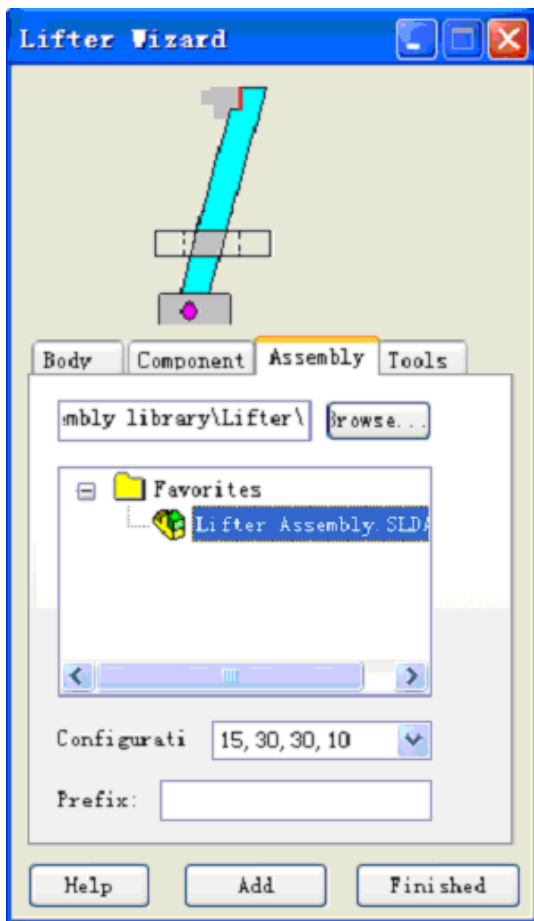 Lifter Wizard
Body Component Assembly Tools
mbly library\Lifter\ Browse...
Favorites
Lifter Assembly.SLDA
Configurati 15, 30, 30, 10
Prefix:
Help Add Finished